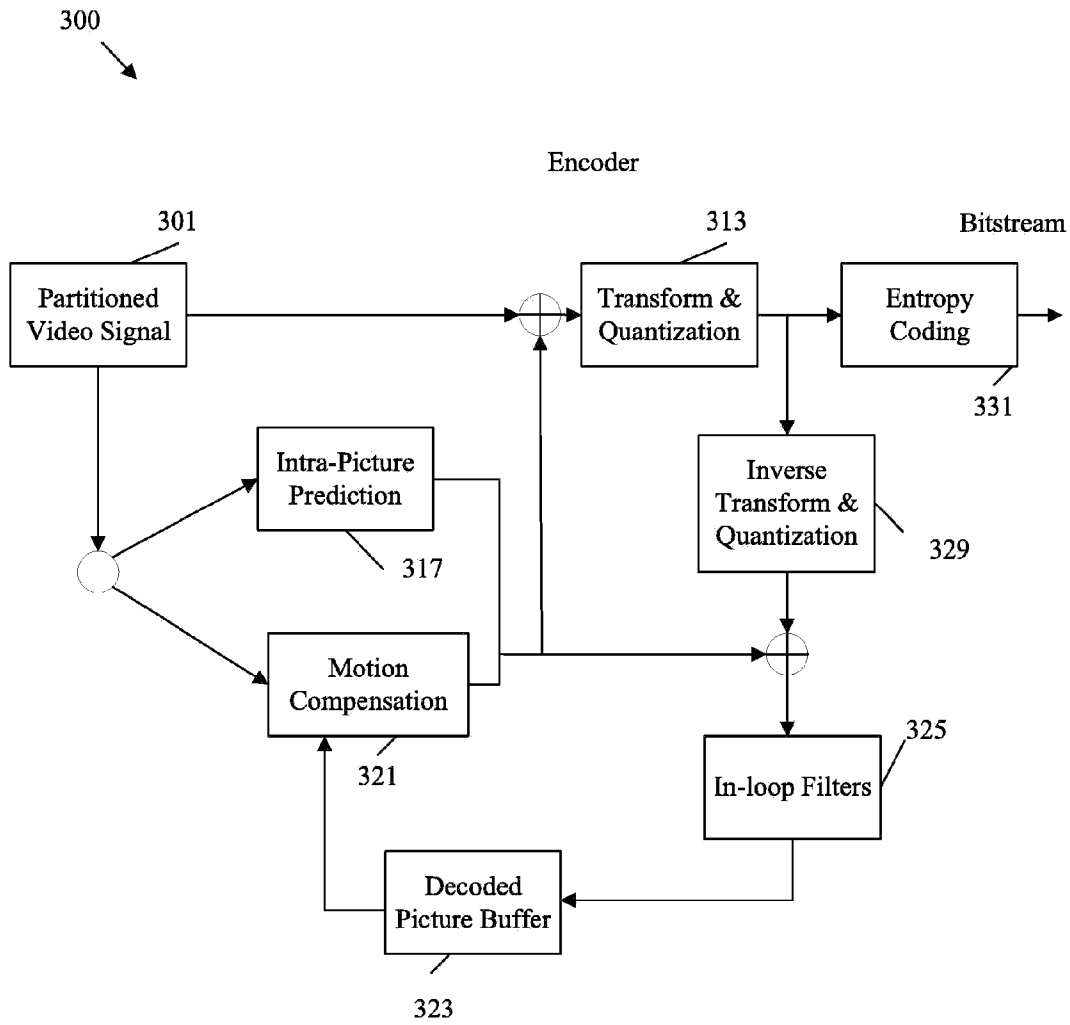 300
Encoder
301
313
Bitstream
Partitioned
Video Signal
Transform &
Quantization
Entropy
Coding
331
Intra-Picture
Prediction
317
Inverse
Transform &
Quantization
329
Motion
Compensation
321
325
In-loop Filters
Decoded
Picture Buffer
323